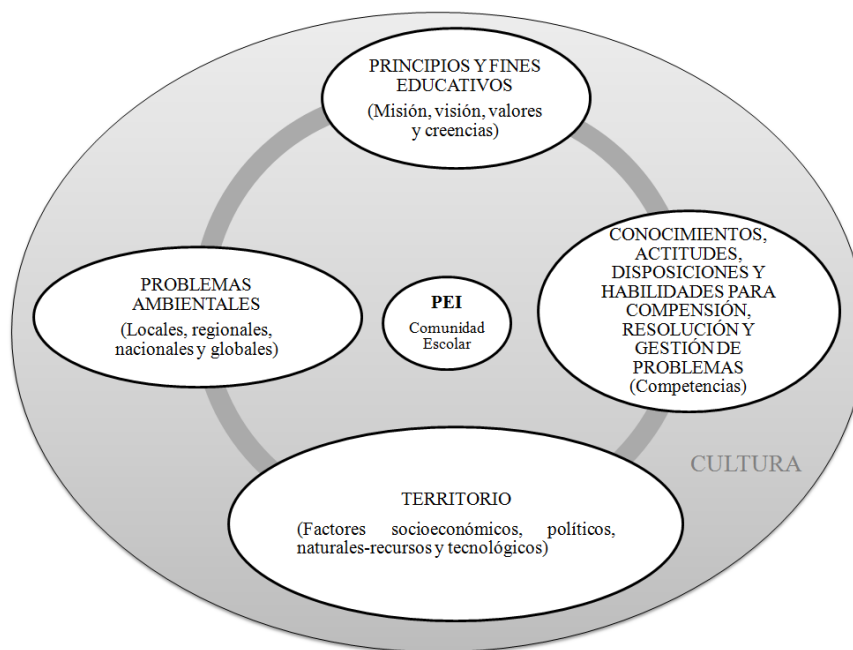 PRINCIPIOS Y FINES
EDUCATIVOS
(Misión, visión, valores
y creencias)
CONOCIMIENTOS,
ACTITUDES,
DISPOSICIONES Y
HABILIDADES PARA
COMPENSIÓN,
RESOLUCIÓN Y
GESTIÓN DE
PROBLEMAS
(Competencias)
PROBLEMAS
AMBIENTALES
(Locales, regionales,
nacionales y globales)
PEI
Comunidad
Escolar
CULTURA
TERRITORIO
(Factores socioeconómicos, políticos,
naturales-recursos y tecnológicos)